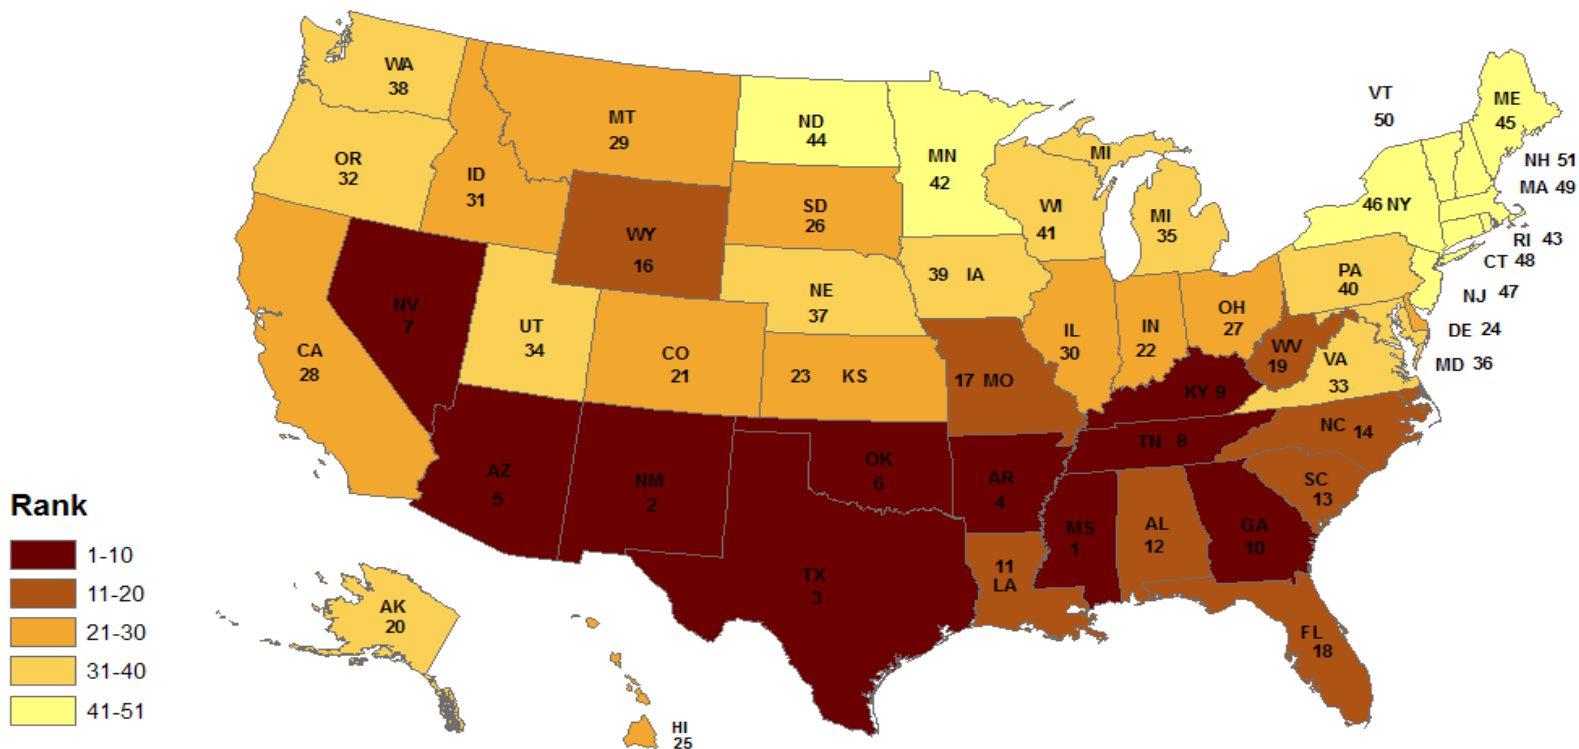 WA
38
OR
32
CA
28
NV
7
ID
31
MT
29
WY
16
UT
34
CO
21
AZ
5
NM
2
ND
44
SD
26
NE
37
23 KS
OK
6
TX
3
MN
42
39 IA
17 MO
AR
4
11
LA
WI
41
MI
MI
35
IL
30
IN
22
OH
27
KY 9
TN 8
MS
1
AL
12
GA
10
FL
18
SC
13
NC 14
VA
33
WV
19
PA
40
46 NY
VT
50
ME
45
NH 51
MA 49
RI 43
CT 48
NJ 47
DE 24
MD 36
AK
20
HI
25
Rank
1-10
11-20
21-30
31-40
41-51